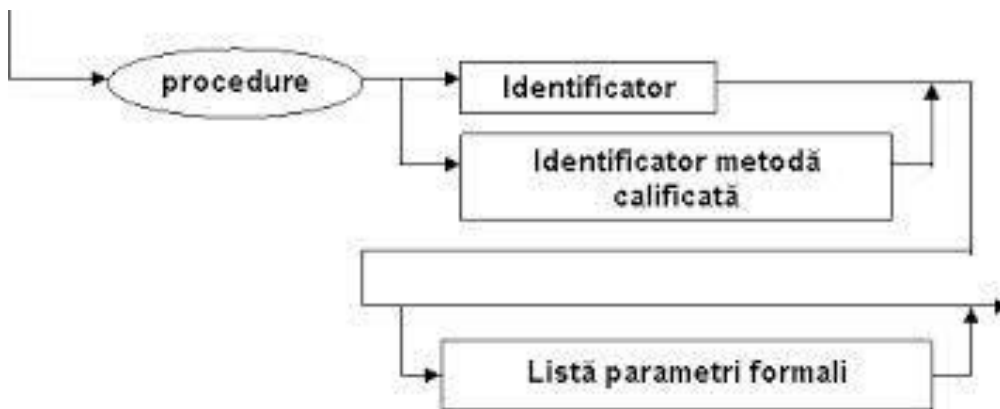 procedure
Identificator
Identificator metodă
calificată
Listă parametri formali